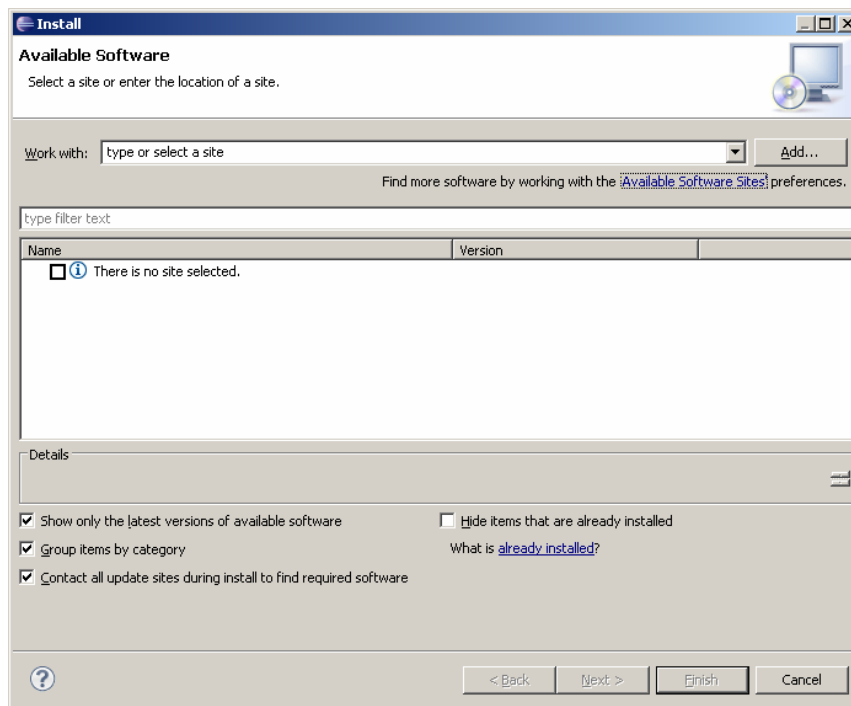 Install
Available Software
Select a site or enter the location of a site.
Work with: type or select a site Add...
Find more software by working with the 'Available Software Sites' preferences.
type filter text
Name Version
There is no site selected.
Details
Show only the latest versions of available software Hide items that are already installed
Group items by category What is already installed?
Contact all update sites during install to find required software
? < Back Next > Finish Cancel